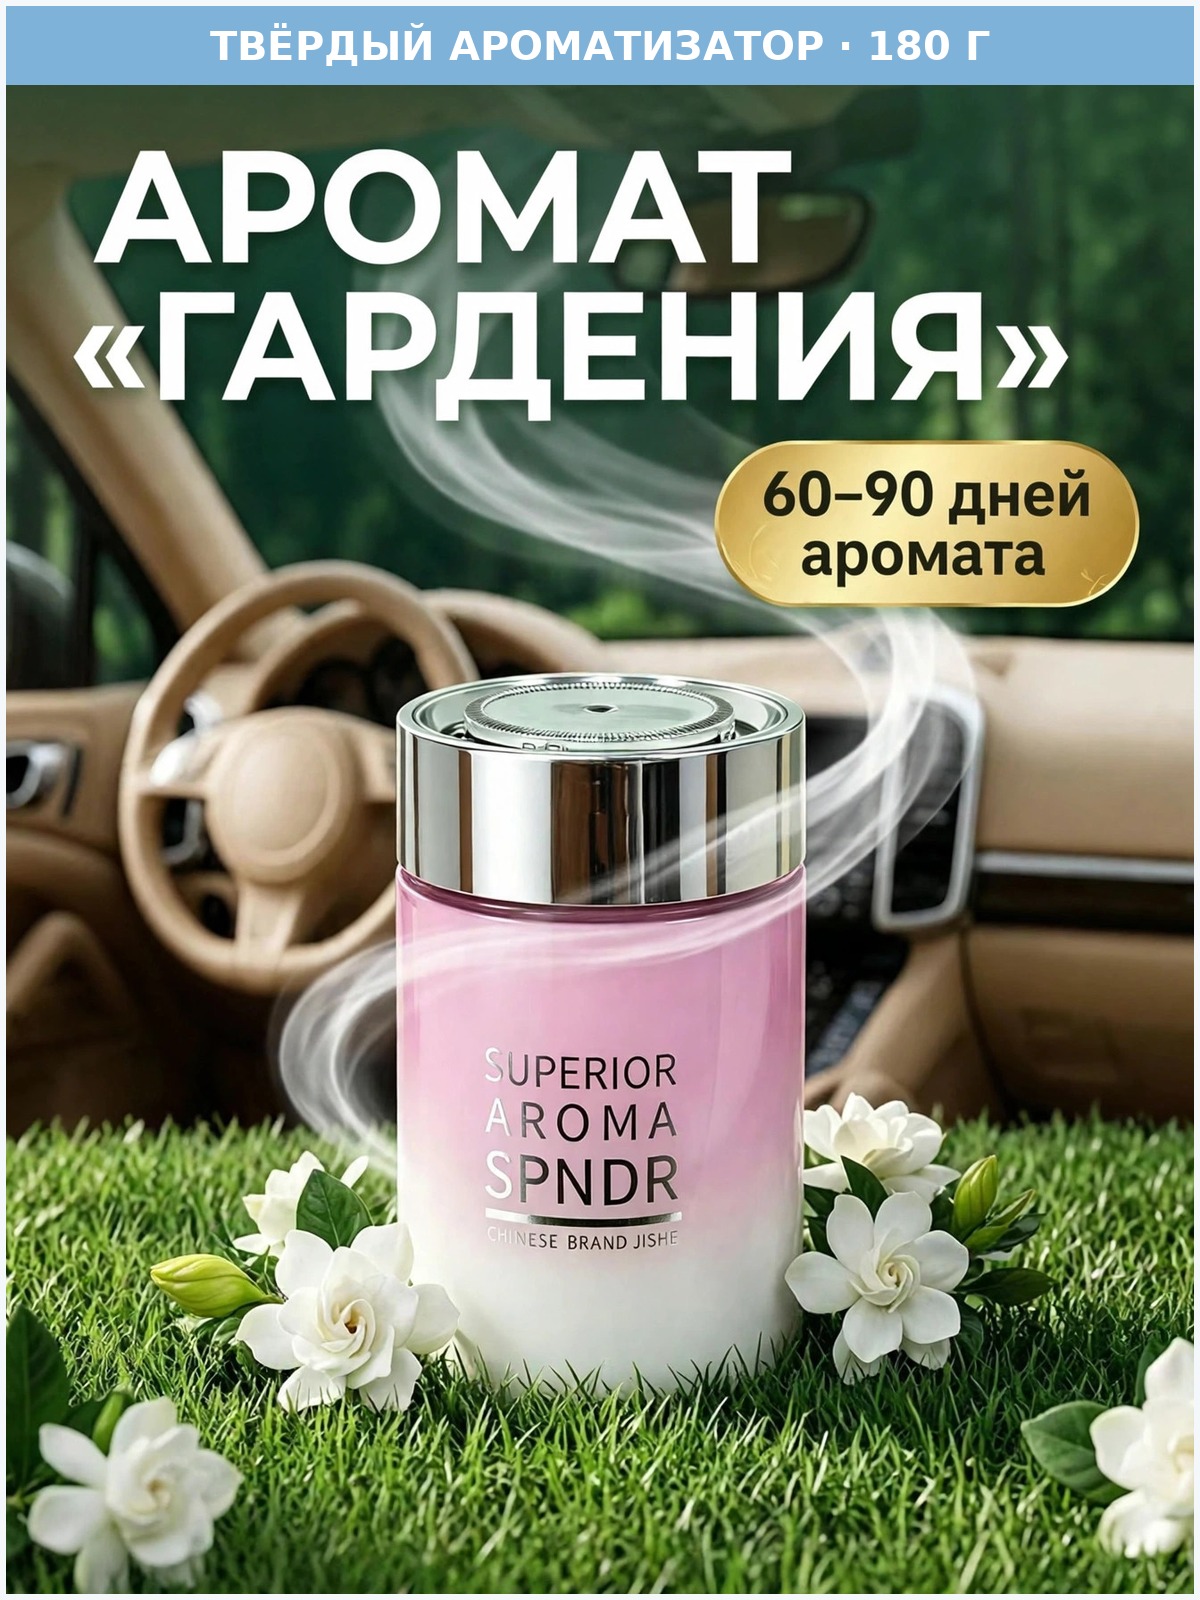 ТВЁРДЫЙ АРОМАТИЗАТОР · 180 Г
АРОМАТ
«ГАРДЕНИЯ»
60–90 дней
аромата
SUPERIOR
AROMA
SPNDR
CHINESE BRAND JISHE